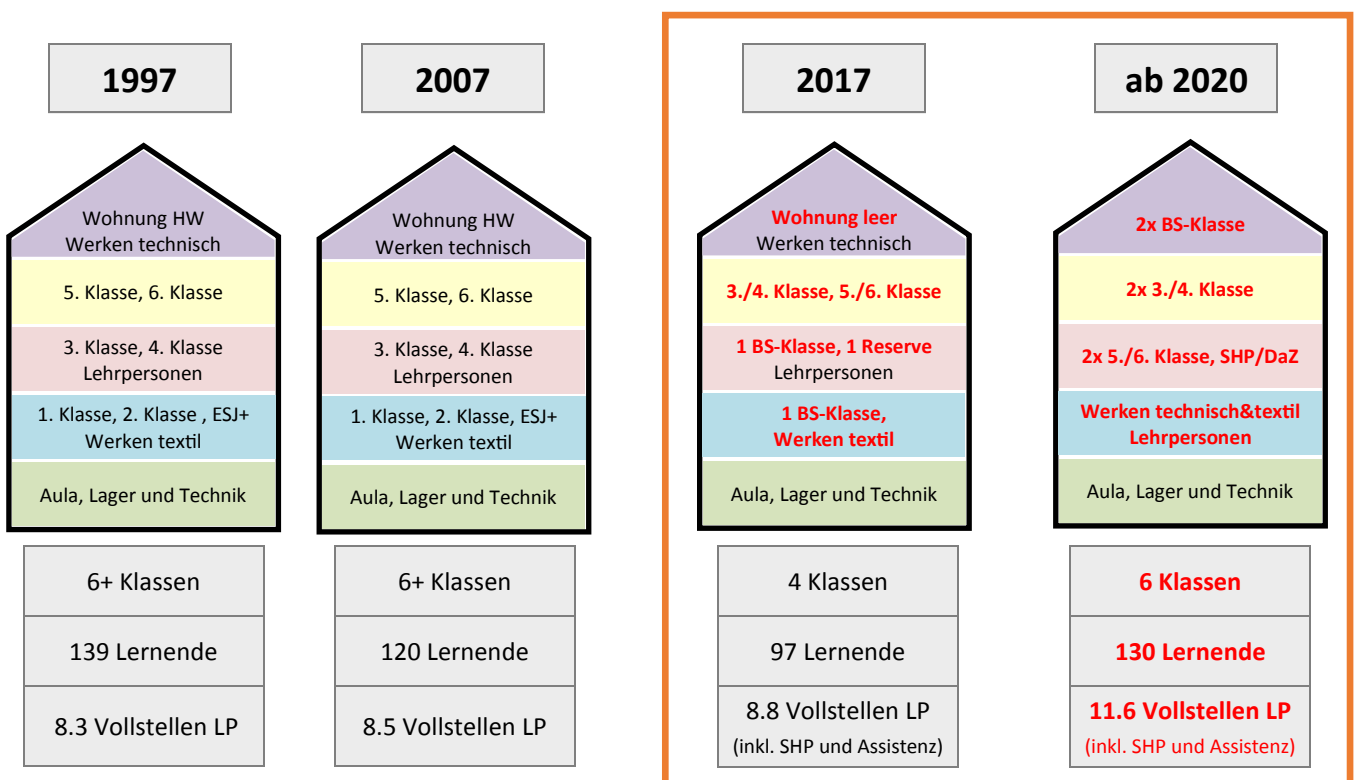 1997
Wohnung HW
Werken technisch
5. Klasse, 6. Klasse
3. Klasse, 4. Klasse
Lehrpersonen
1. Klasse, 2. Klasse , ESJ+
Werken textil
Aula, Lager und Technik
6+ Klassen
139 Lernende
8.3 Vollstellen LP
2007
Wohnung HW
Werken technisch
5. Klasse, 6. Klasse
3. Klasse, 4. Klasse
Lehrpersonen
1. Klasse, 2. Klasse, ESJ+
Werken textil
Aula, Lager und Technik
6+ Klassen
120 Lernende
8.5 Vollstellen LP
2017
Wohnung leer
Werken technisch
3./4. Klasse, 5./6. Klasse
1 BS-Klasse, 1 Reserve
Lehrpersonen
1 BS-Klasse,
Werken textil
Aula, Lager und Technik
4 Klassen
97 Lernende
8.8 Vollstellen LP
(inkl. SHP und Assistenz)
ab 2020
2x BS-Klasse
2x 3./4. Klasse
2x 5./6. Klasse, SHP/DaZ
Werken technisch&textil
Lehrpersonen
Aula, Lager und Technik
6 Klassen
130 Lernende
11.6 Vollstellen LP
(inkl. SHP und Assistenz)